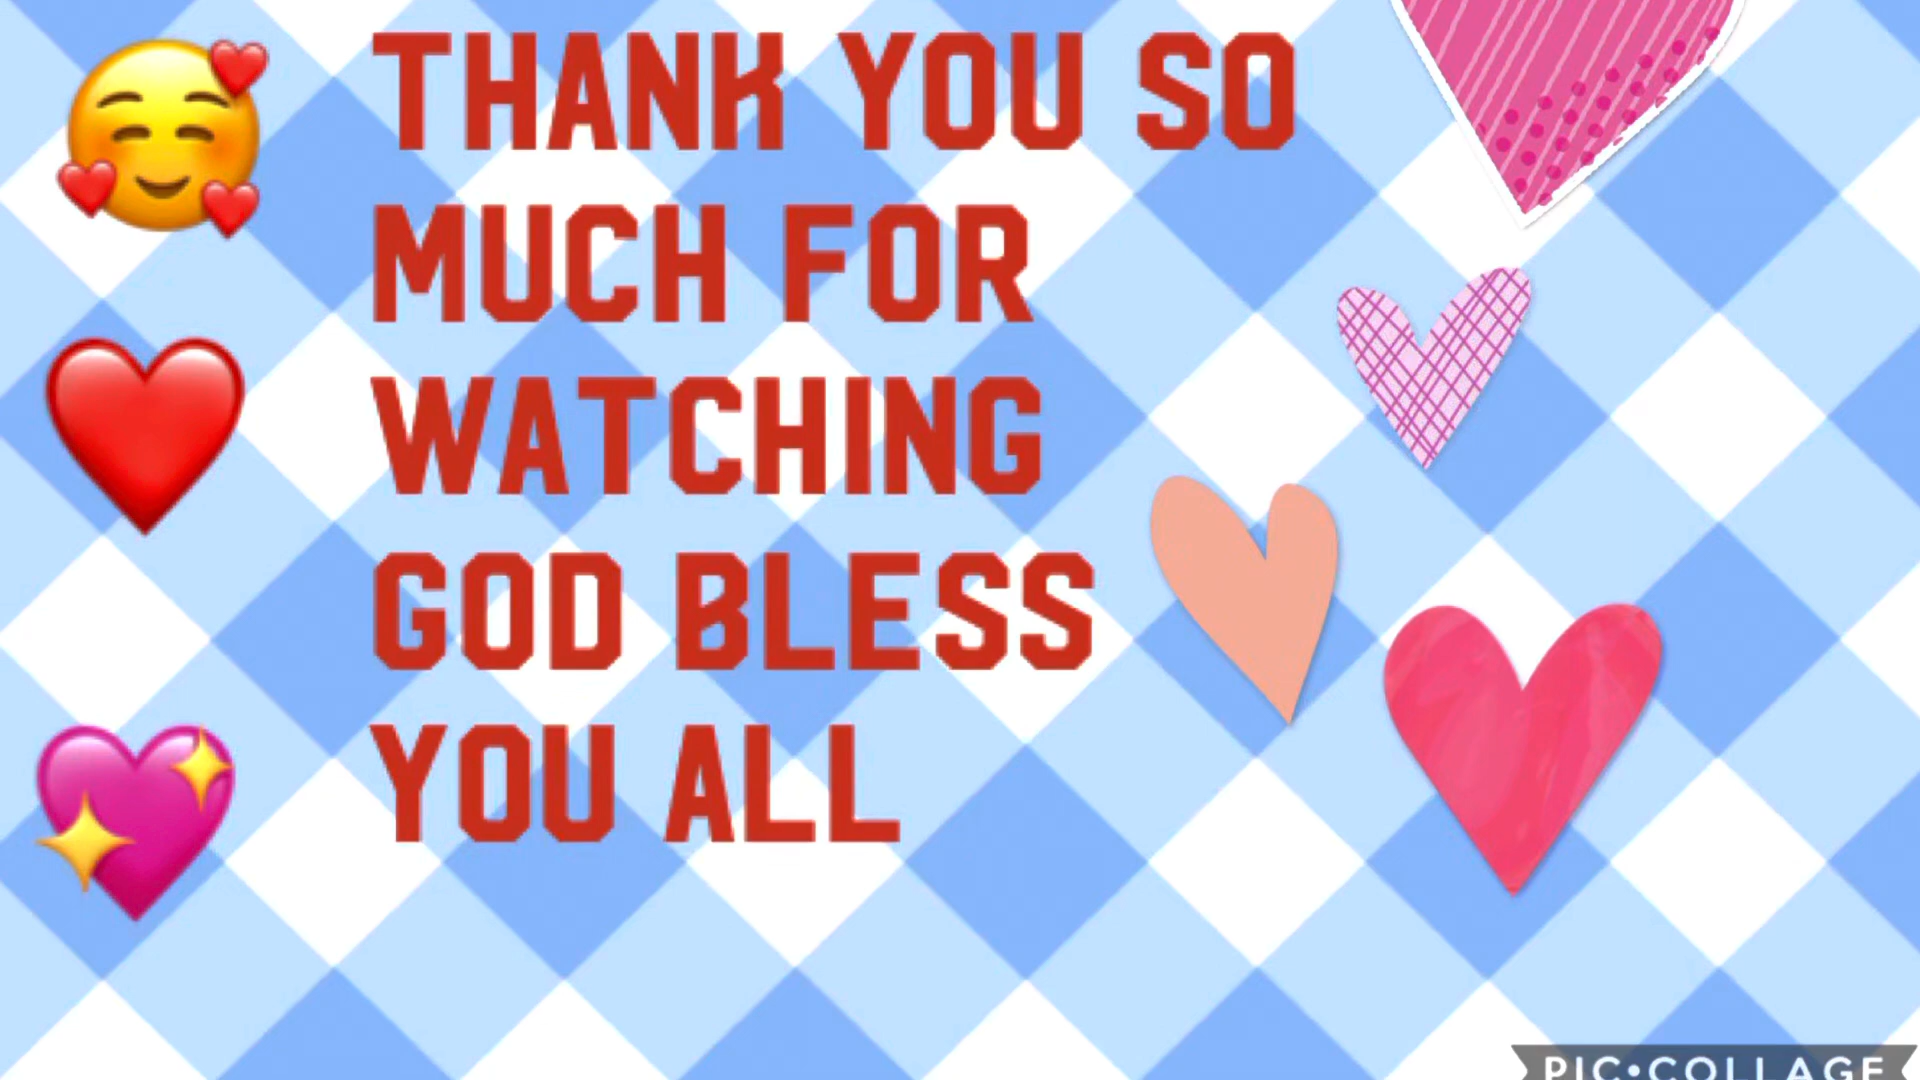 THANK YOU SO
MUCH FOR
WATCHING
GOD BLESS
YOU ALL
PIC•COLLAGE